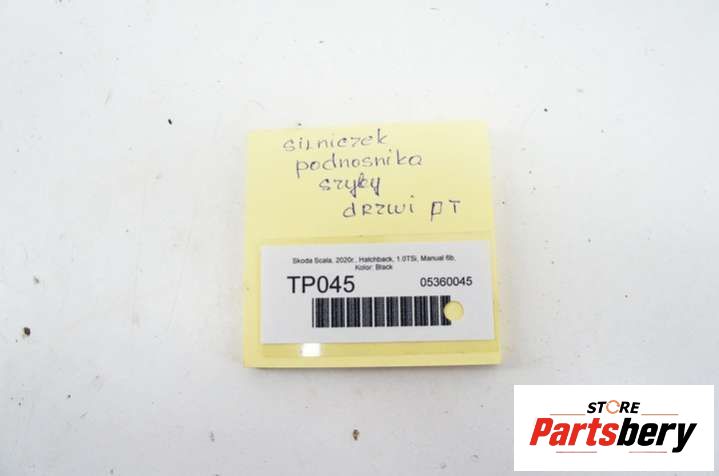 silniczek
podnosnika
szyby
drzwi PT
Skoda Scala, 2020r., Hatchback, 1.0TSi, Manual 6b,
Kolor: Black
TP045 05360045
STORE
Partsbery